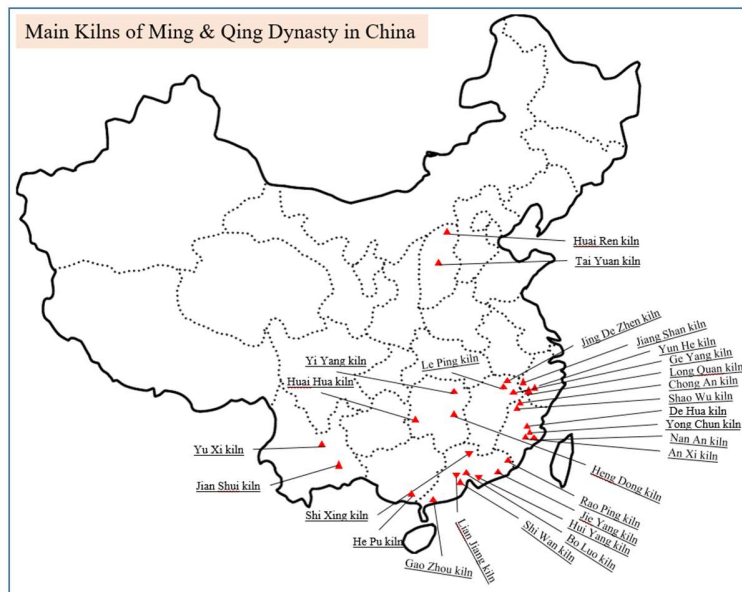 Main Kilns of Ming & Qing Dynasty in China
Huai Ren kiln
Tai Yuan kiln
Jing De Zhen kiln
Jiang Shan kiln
Yun He kiln
Ge Yang kiln
Long Quan kiln
Chong An kiln
Shao Wu kiln
De Hua kiln
Yong Chun kiln
Nan An kiln
An Xi kiln
Le Ping kiln
Yi Yang kiln
Huai Hua kiln
Yu Xi kiln
Jian Shui kiln
Shi Xing kiln
He Pu kiln
Gao Zhou kiln
Lian Jiang kiln
Shi Wan kiln
Bo Luo kiln
Hui Yang kiln
Jie Yang kiln
Rao Ping kiln
Heng Dong kiln